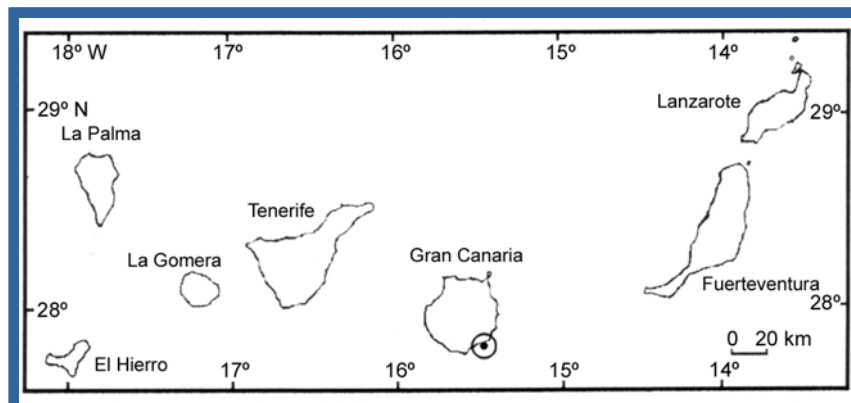 18º W 17º 16º 15º 14º
29º N
Lanzarote
29º
La Palma
Tenerife
La Gomera
Gran Canaria
Fuerteventura
28º
28º
0 20 km
El Hierro
17º 16º 15º 14º